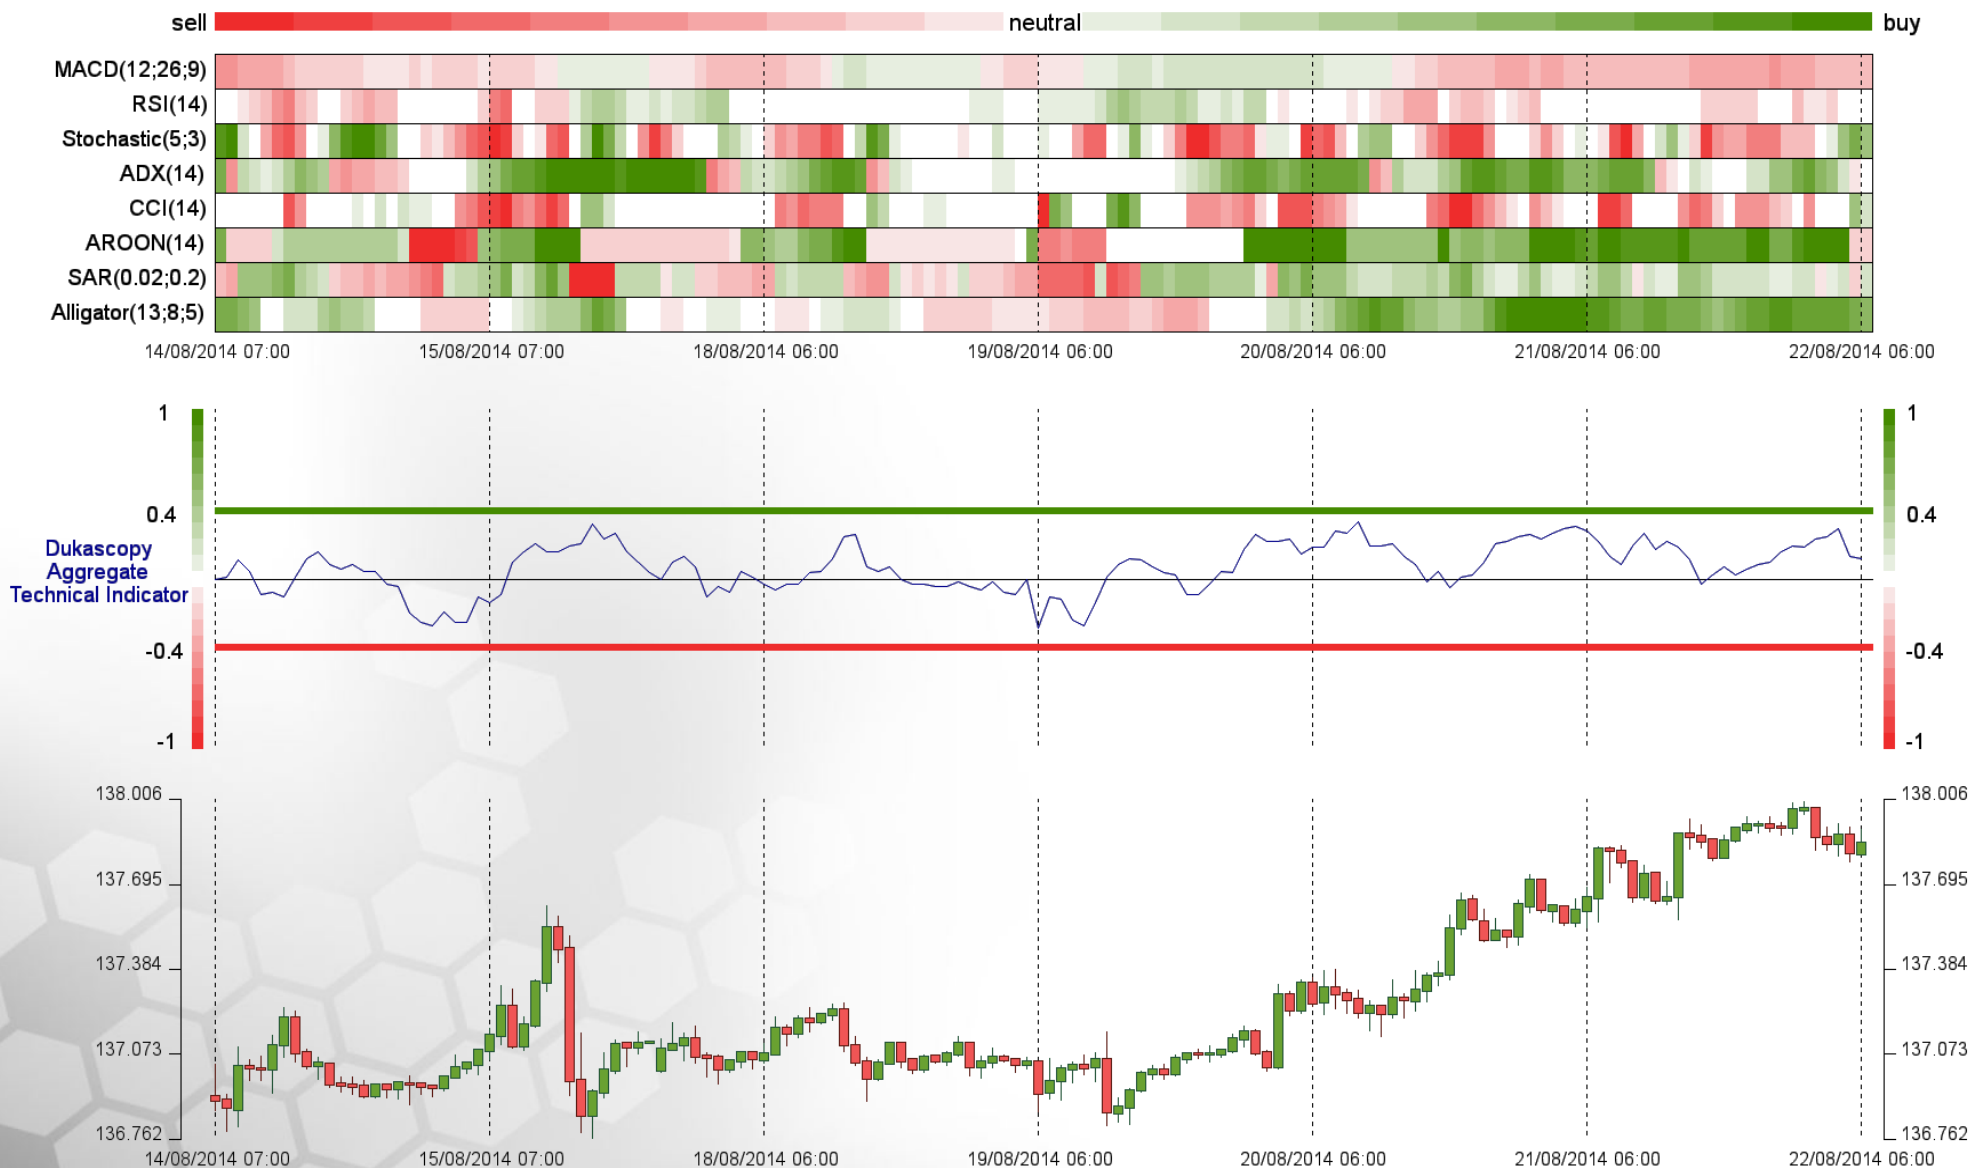 sell neutral buy
MACD(12;26;9)
RSI(14)
Stochastic(5;3)
ADX(14)
CCI(14)
AROON(14)
SAR(0.02;0.2)
Alligator(13;8;5)
14/08/2014 07:00 15/08/2014 07:00 18/08/2014 06:00 19/08/2014 06:00 20/08/2014 06:00 21/08/2014 06:00 22/08/2014 06:00
1 1
0.4 0.4
Dukascopy
Aggregate
Technical Indicator
-0.4 -0.4
-1 -1
138.006 138.006
137.695 137.695
137.384 137.384
137.073 137.073
136.762 136.762
14/08/2014 07:00 15/08/2014 07:00 18/08/2014 06:00 19/08/2014 06:00 20/08/2014 06:00 21/08/2014 06:00 22/08/2014 06:00